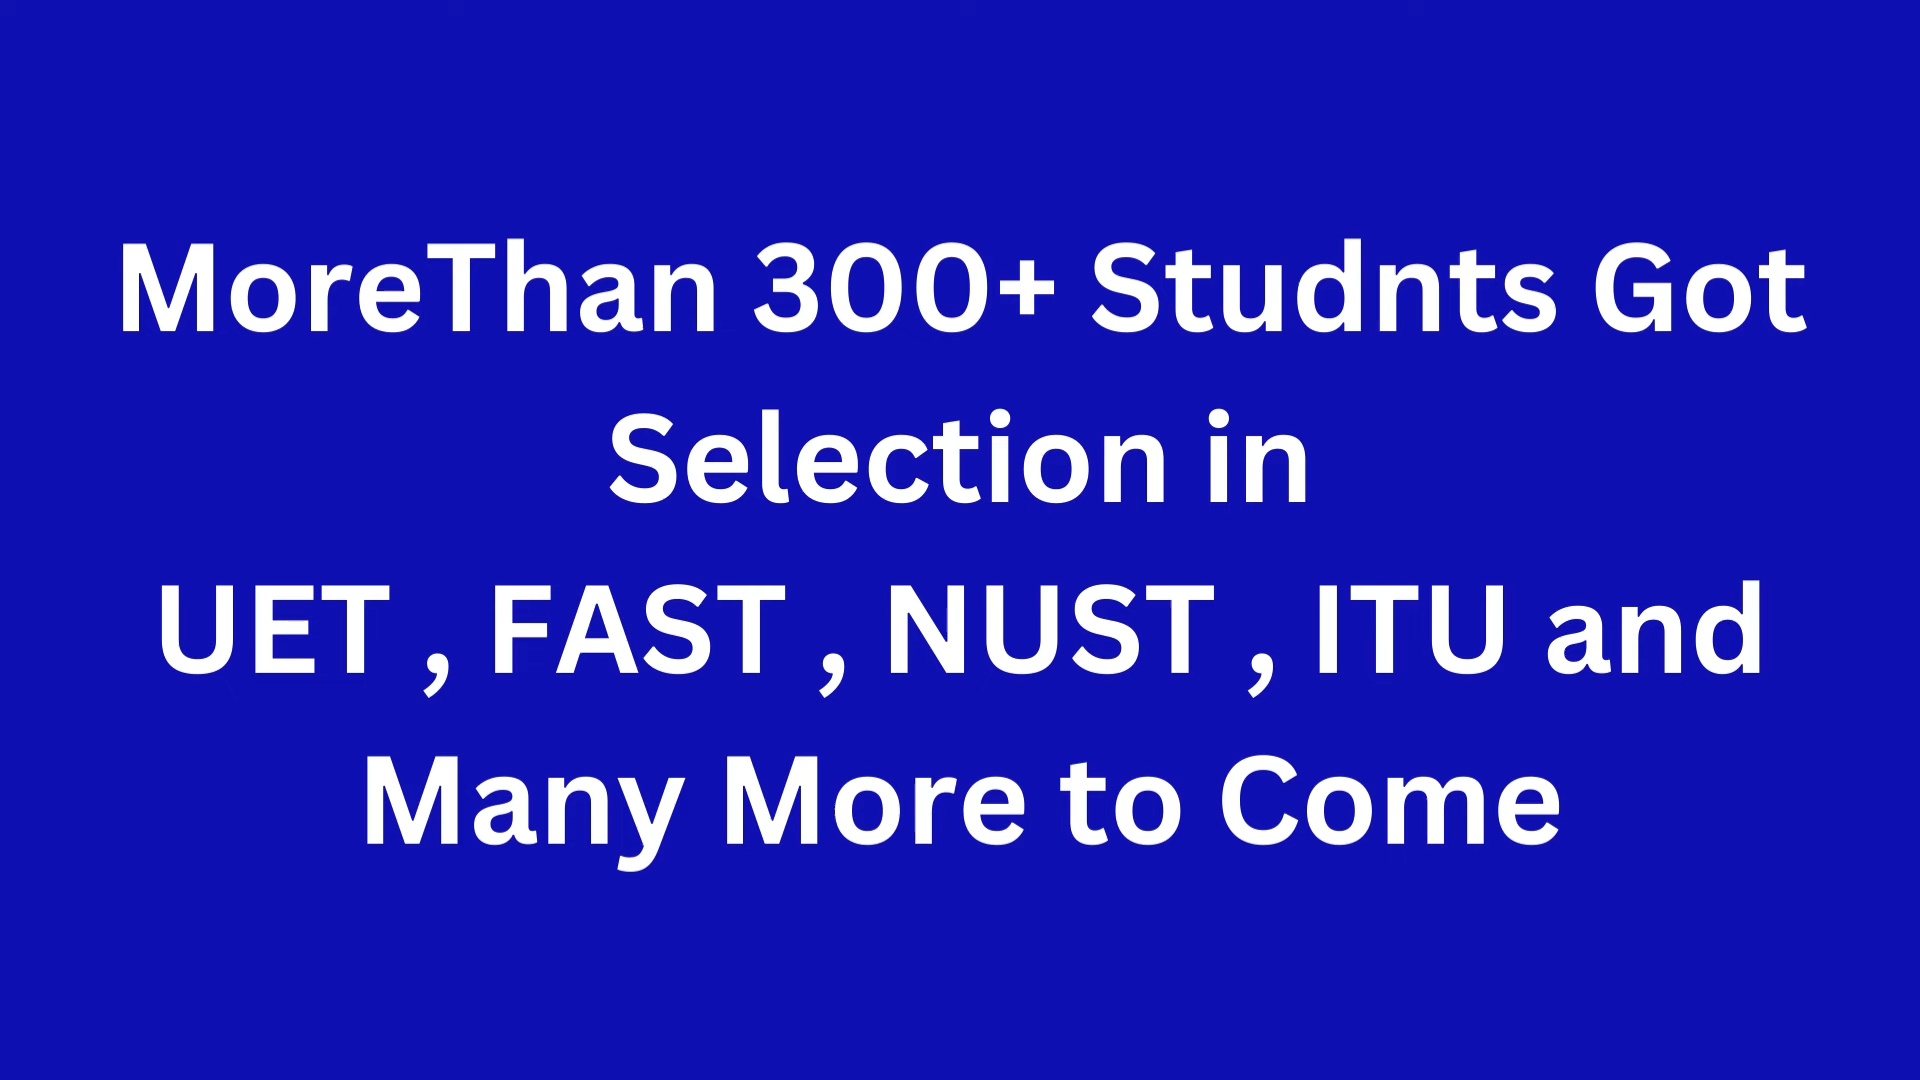 MoreThan 300+ Studnts Got
Selection in
UET , FAST , NUST , ITU and
Many More to Come